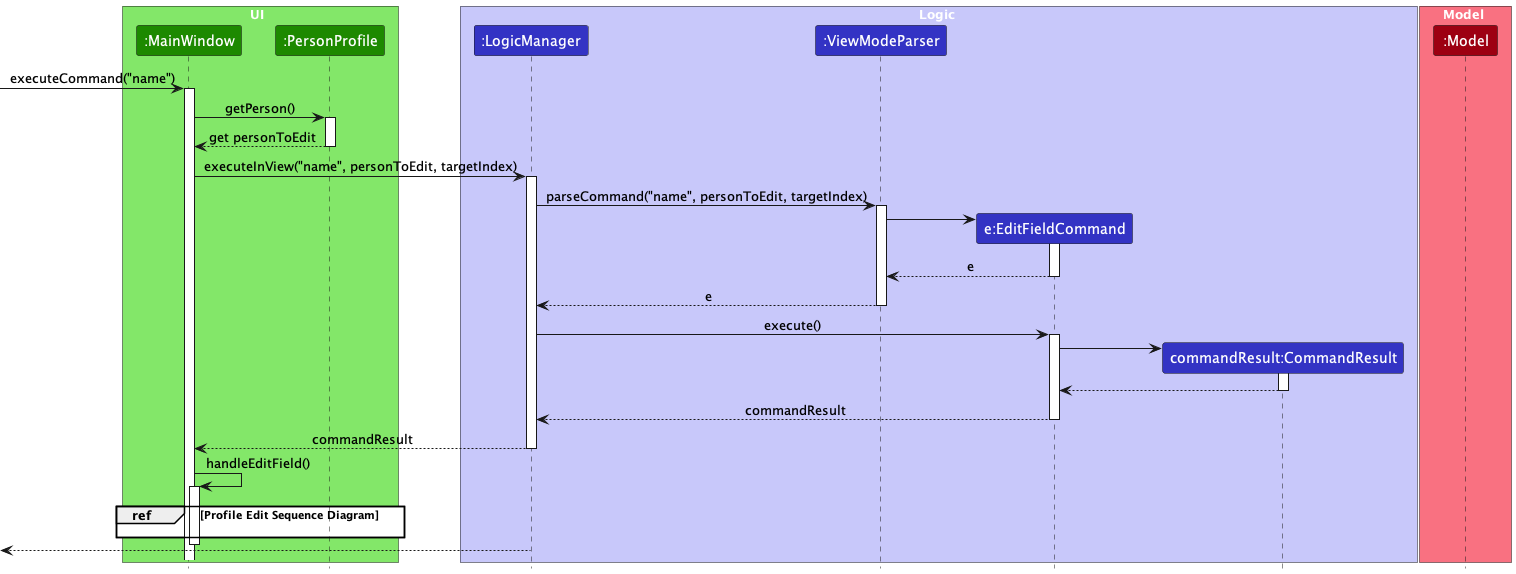 UI
Logic
Model
:MainWindow
:PersonProfile
:LogicManager
:ViewModeParser
:Model
executeCommand("name")
getPerson()
get personToEdit
executeInView("name", personToEdit, targetIndex)
parseCommand("name", personToEdit, targetIndex)
e:EditFieldCommand
e
e
execute()
commandResult:CommandResult
commandResult
commandResult
handleEditField()
ref
[Profile Edit Sequence Diagram]